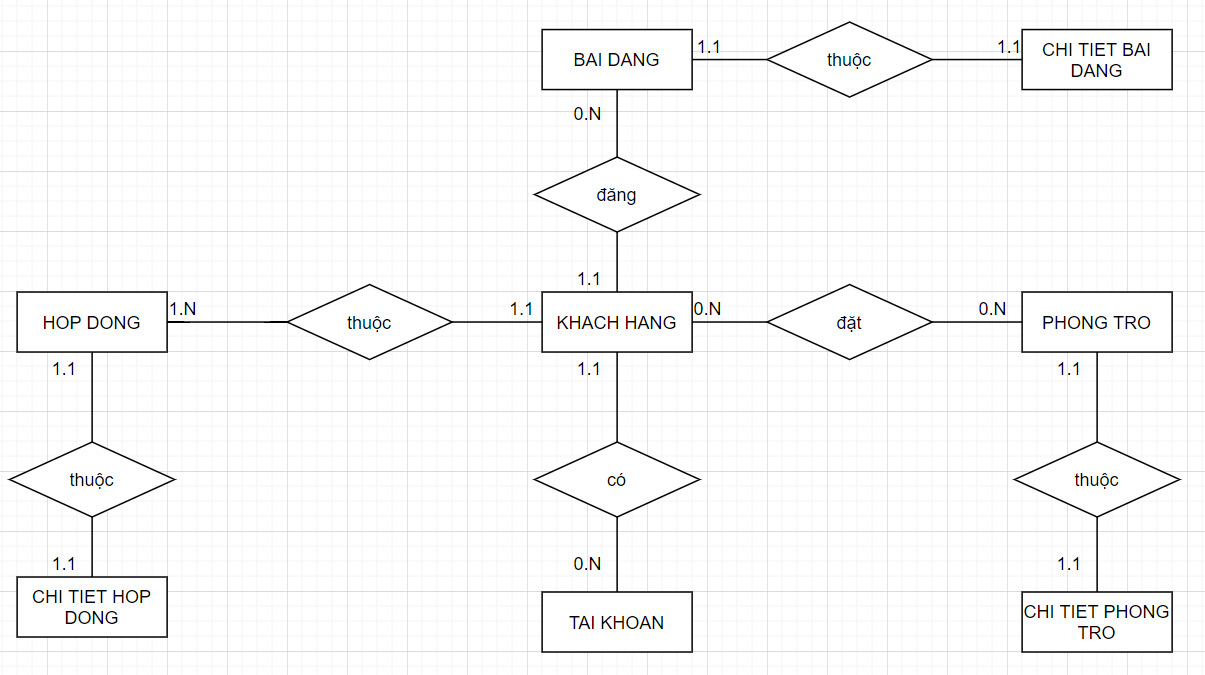 BAI DANG
1.1
thuộc
1.1
CHI TIET BAI
DANG
0.N
đăng
1.1
HOP DONG
1.N
thuộc
1.1
KHACH HANG
0.N
đặt
0.N
PHONG TRO
1.1
1.1
1.1
thuộc
có
thuộc
1.1
0.N
1.1
CHI TIET HOP
DONG
TAI KHOAN
CHI TIET PHONG
TRO